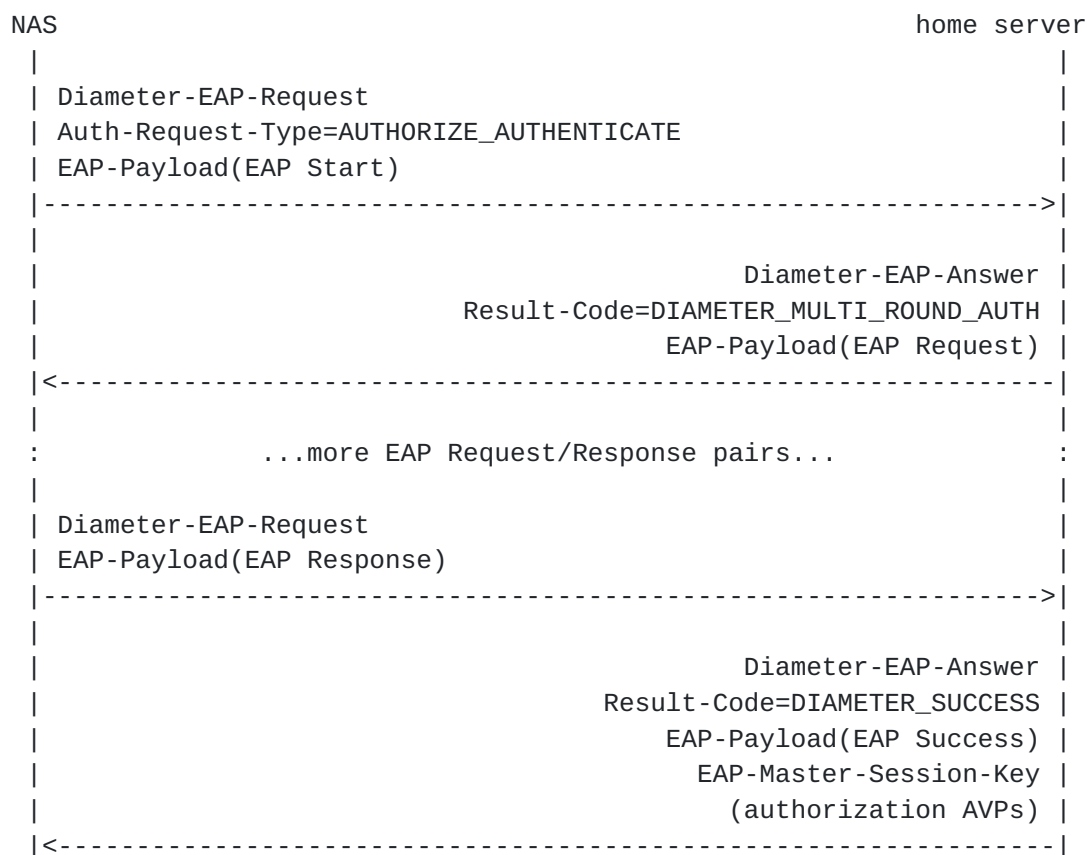 NAS home server
Diameter-EAP-Request
Auth-Request-Type=AUTHORIZE_AUTHENTICATE
EAP-Payload(EAP Start)
Diameter-EAP-Answer
Result-Code=DIAMETER_MULTI_ROUND_AUTH
EAP-Payload(EAP Request)
...more EAP Request/Response pairs...
Diameter-EAP-Request
EAP-Payload(EAP Response)
Diameter-EAP-Answer
Result-Code=DIAMETER_SUCCESS
EAP-Payload(EAP Success)
EAP-Master-Session-Key
(authorization AVPs)